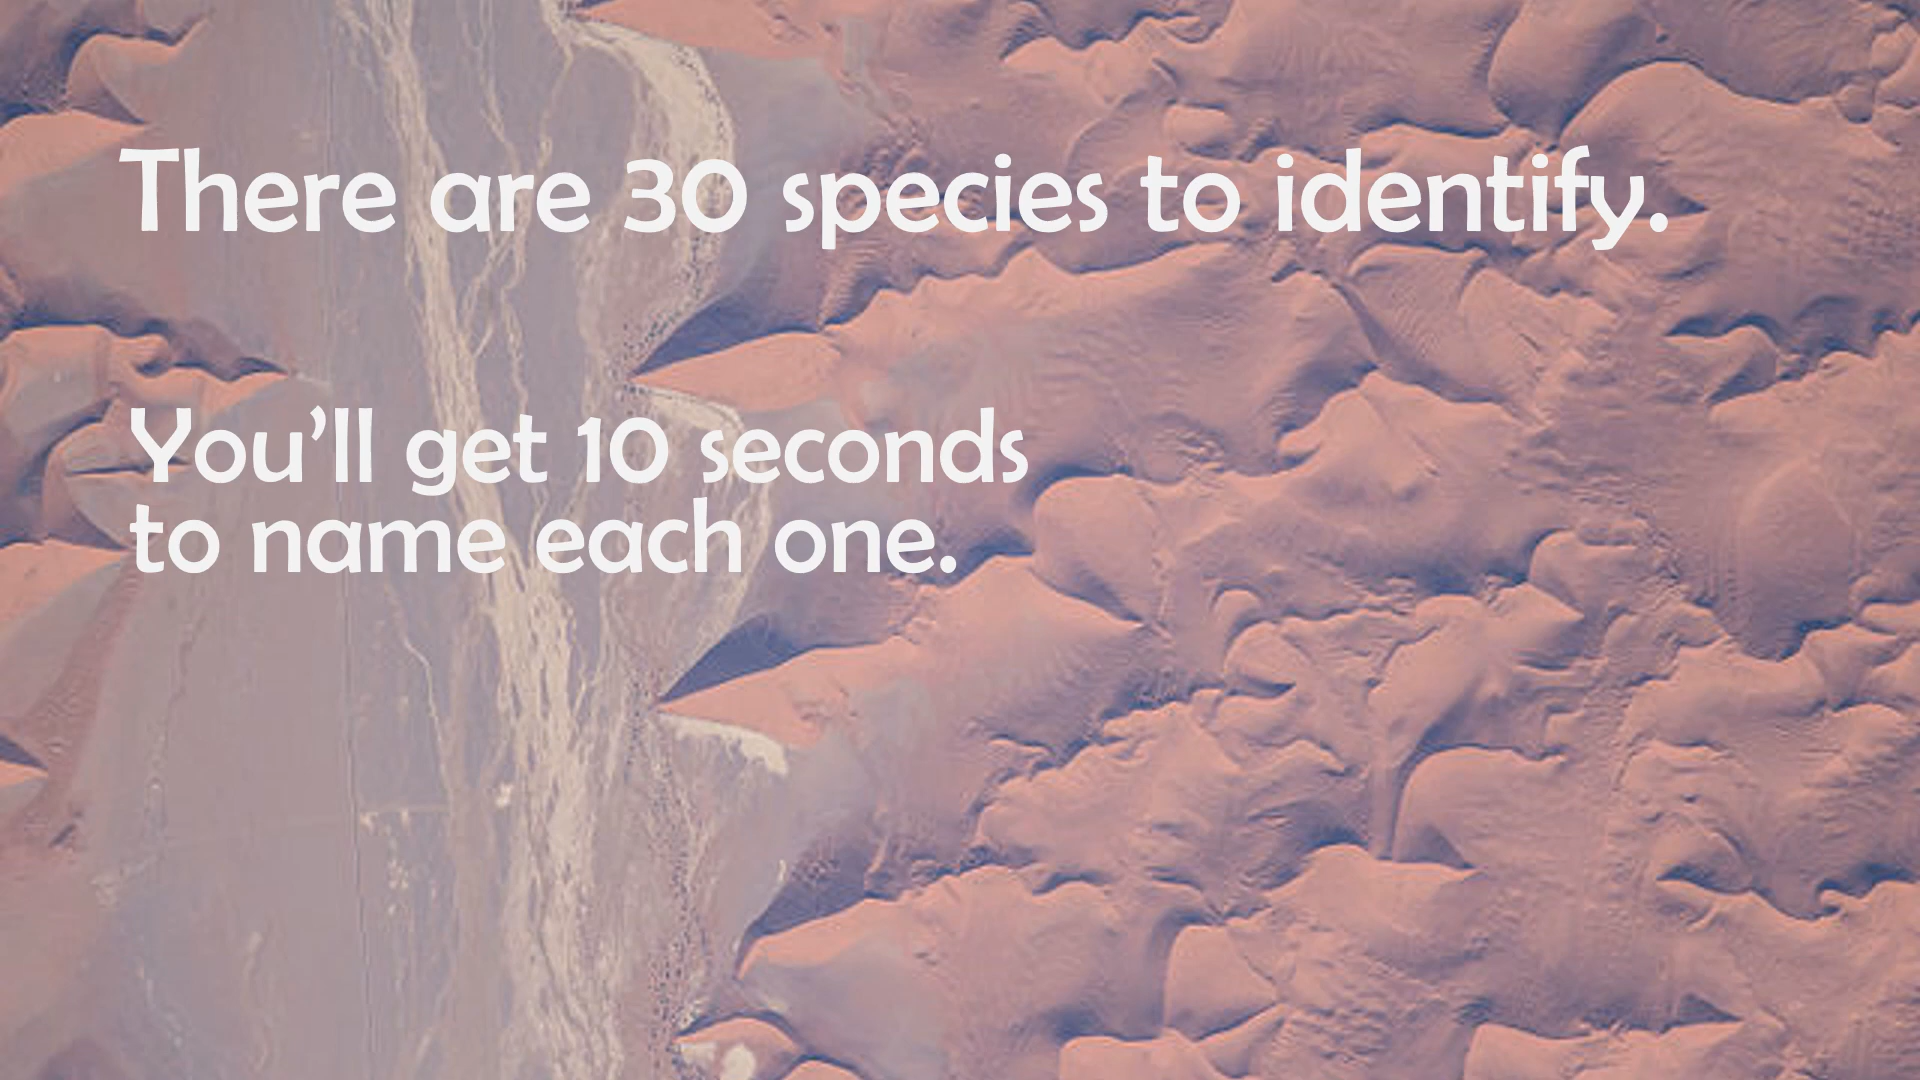 There are 30 species to identify.
You’ll get 10 seconds
to name each one.